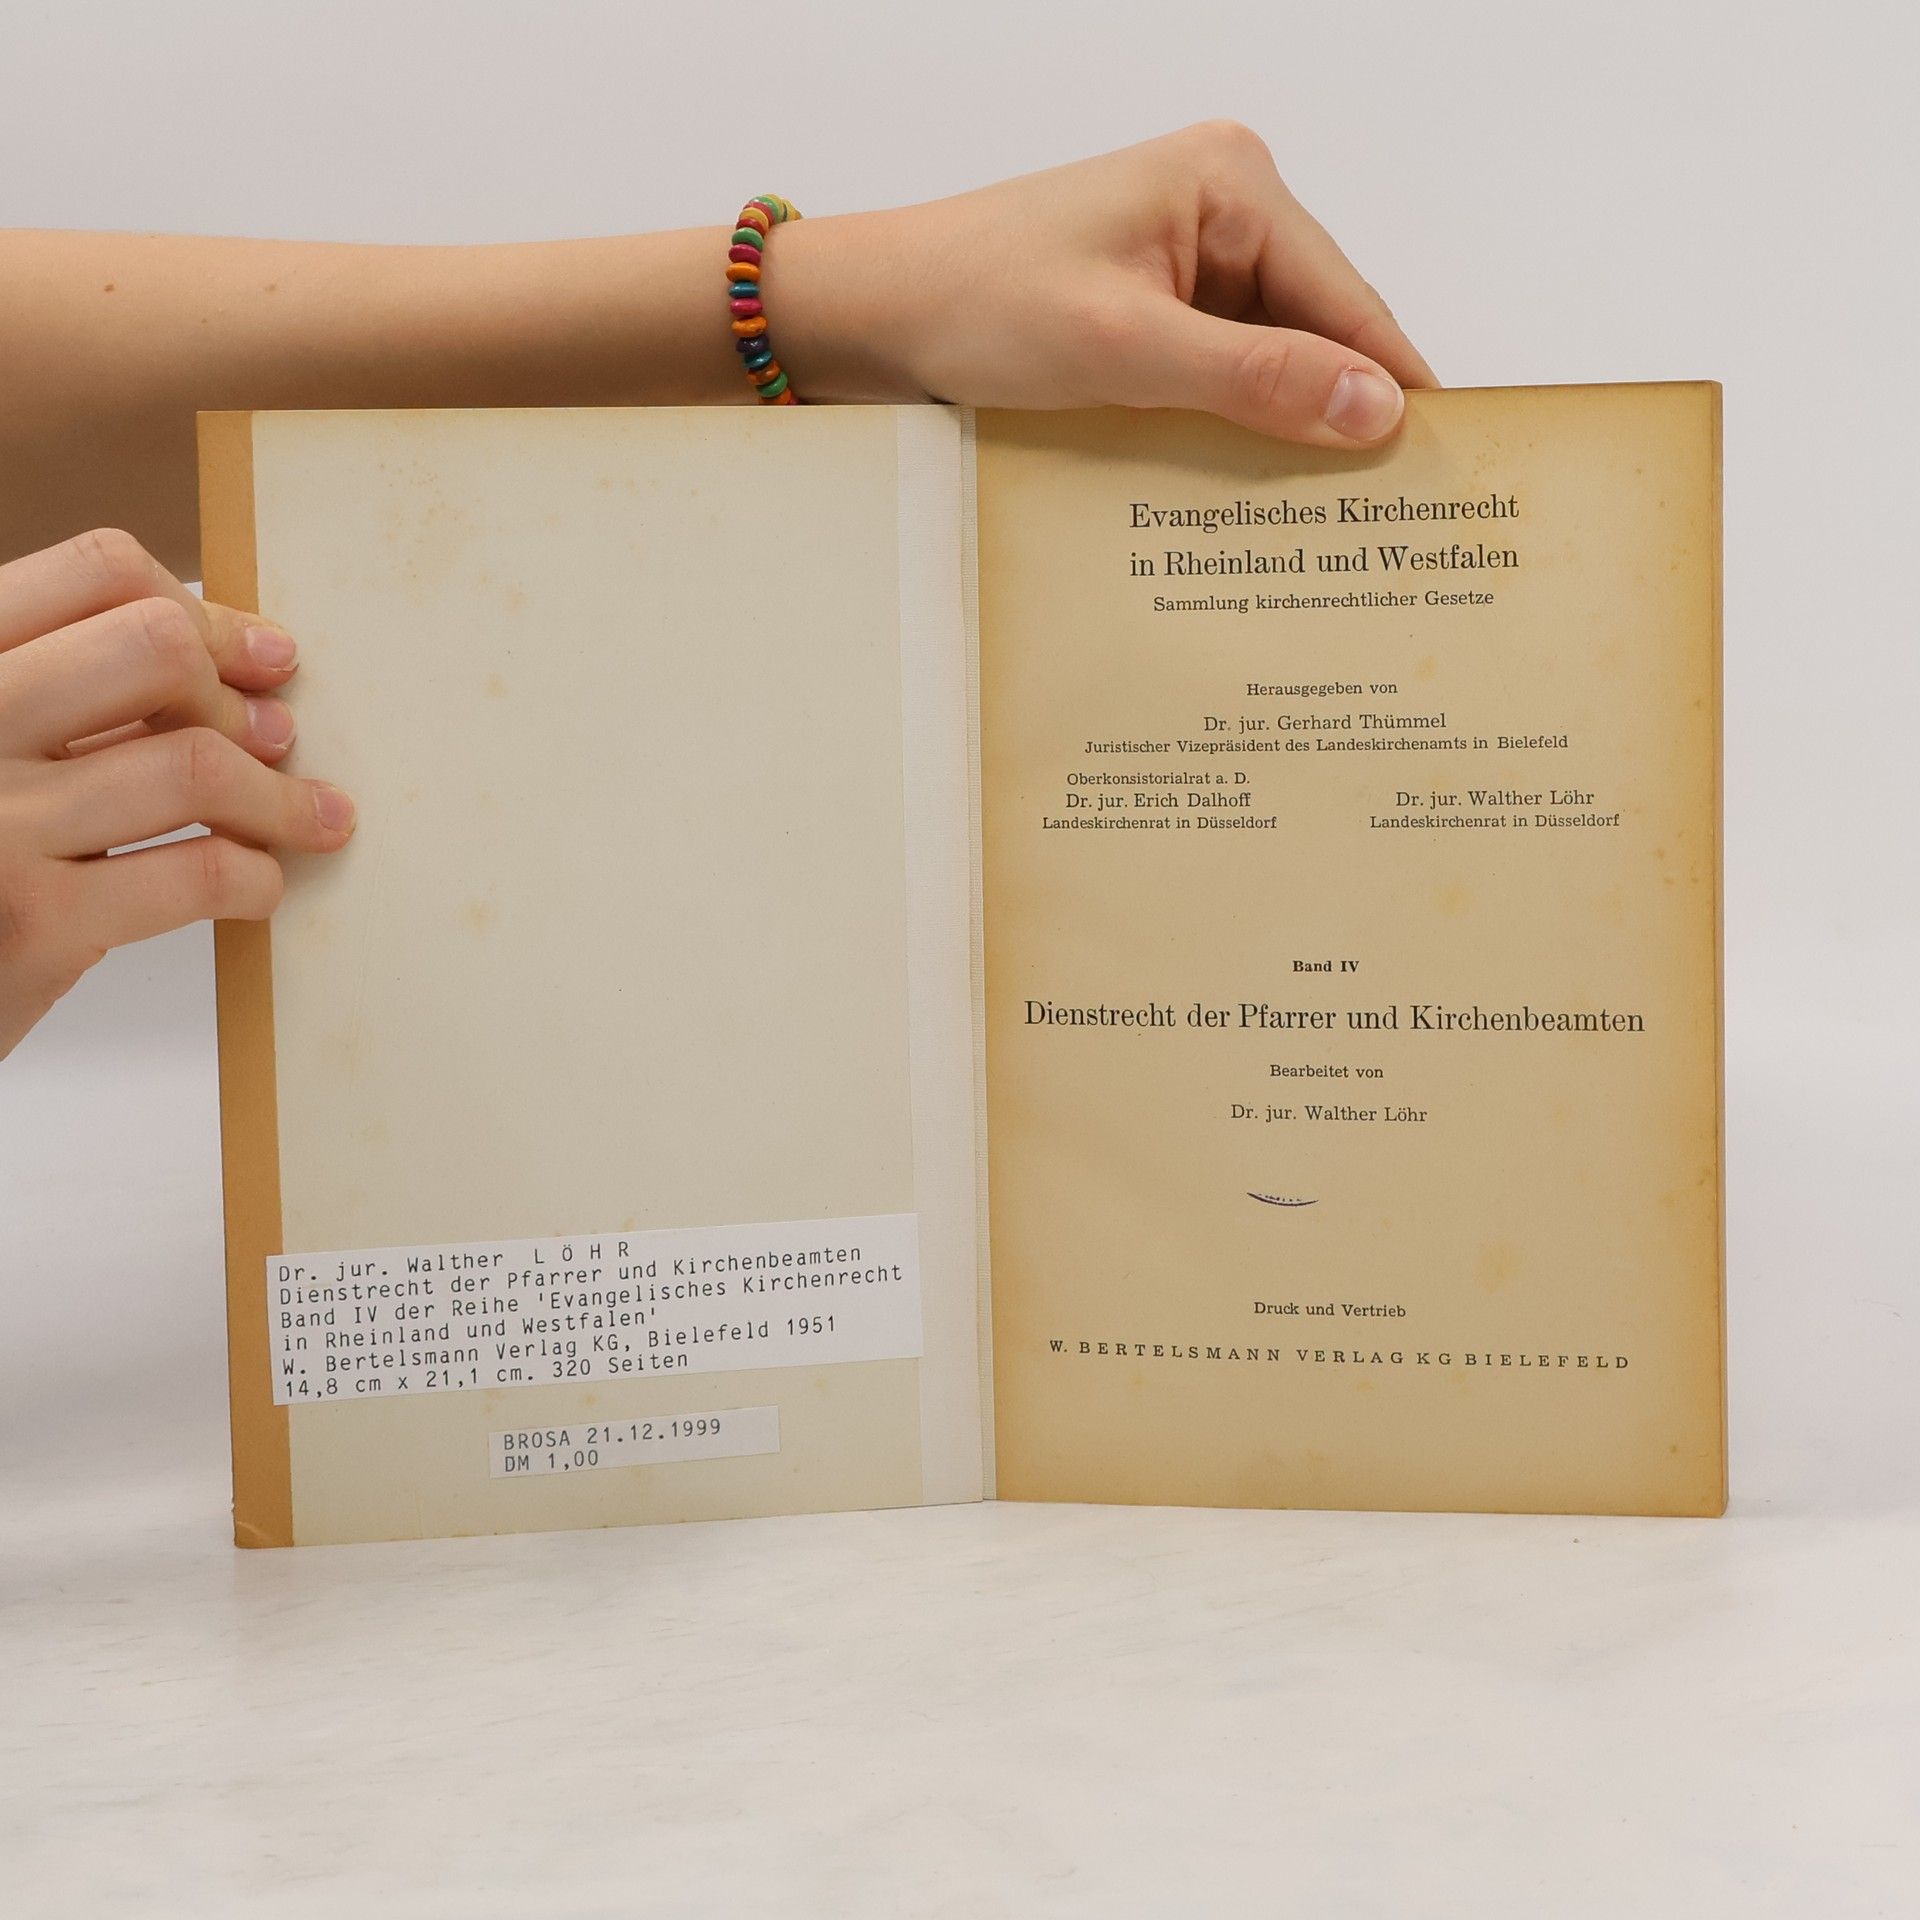 Dr. jur. Walther L Ö H R
Dienstrecht der Pfarrer und Kirchenbeamten
Band IV der Reihe 'Evangelisches Kirchenrecht
in Rheinland und Westfalen'
W. Bertelsmann Verlag KG, Bielefeld 1951
14,8 cm x 21,1 cm. 320 Seiten
BROSA 21.12.1999
DM 1,00
Evangelisches Kirchenrecht
in Rheinland und Westfalen
Sammlung kirchenrechtlicher Gesetze
Herausgegeben von
Dr. jur. Gerhard Thümmel
Juristischer Vizepräsident des Landeskirchenamts in Bielefeld
Oberkonsistorialrat a. D.
Dr. jur. Erich Dalhoff
Landeskirchenrat in Düsseldorf
Dr. jur. Walther Löhr
Landeskirchenrat in Düsseldorf
Band IV
Dienstrecht der Pfarrer und Kirchenbeamten
Bearbeitet von
Dr. jur. Walther Löhr
Druck und Vertrieb
W. BERTELSMANN VERLAG KG BIELEFELD